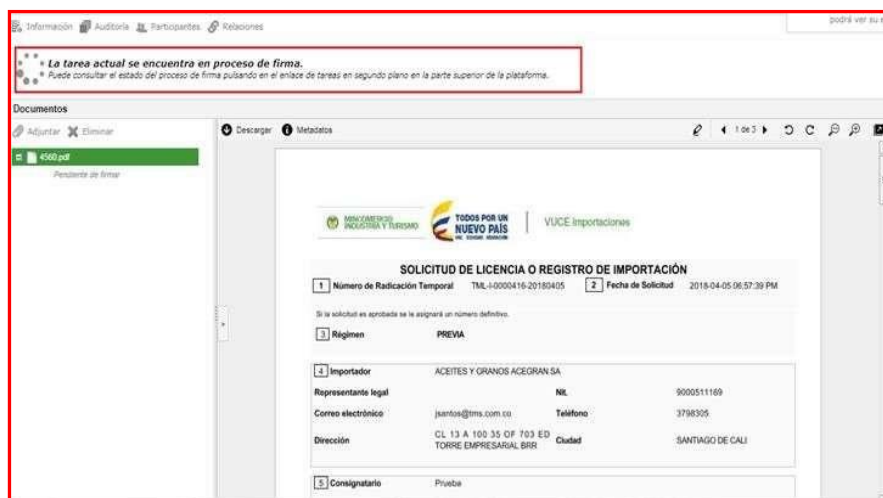 Información Auditoría Participantes Relaciones
podrá ver su e
La tarea actual se encuentra en proceso de firma.
Puede consultar el estado del proceso de firma pulsando en el enlace de tareas en segundo plano en la parte superior de la plataforma.
Documentos
Adjuntar Eliminar
Descargar Metadatos
1 de 3
4560.pdf
Pendiente de firmar
MINCOMERCIO
INDUSTRIA Y TURISMO
TODOS POR UN
NUEVO PAÍS
PAZ EQUIDAD EDUCACIÓN
VUCE Importaciones
SOLICITUD DE LICENCIA O REGISTRO DE IMPORTACIÓN
1 Número de Radicación Temporal TML-I-0000416-20180405 2 Fecha de Solicitud 2018-04-05 06:57:39 PM
Si la solicitud es aprobada se le asignará un número definitivo.
3 Régimen PREVIA
4 Importador ACEITES Y GRANOS ACEGRAN SA
Representante legal Nit. 9000511169
Correo electrónico jsantos@tms.com.co Teléfono 3798305
Dirección CL 13 A 100 35 OF 703 ED TORRE EMPRESARIAL BRR Ciudad SANTIAGO DE CALI
5 Consignatario Prueba